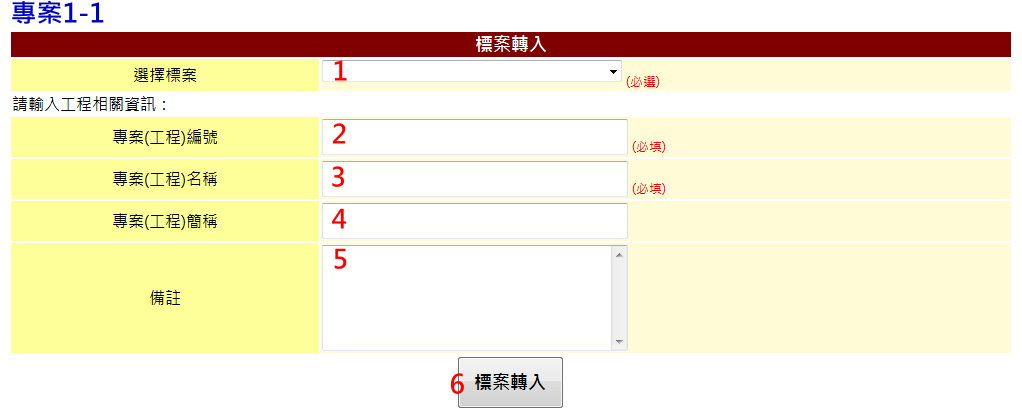 專案1-1
標案轉入
選擇標案 1 (必選)
請輸入工程相關資訊：
專案(工程)編號 2 (必填)
專案(工程)名稱 3 (必填)
專案(工程)簡稱 4
備註 5
6 標案轉入